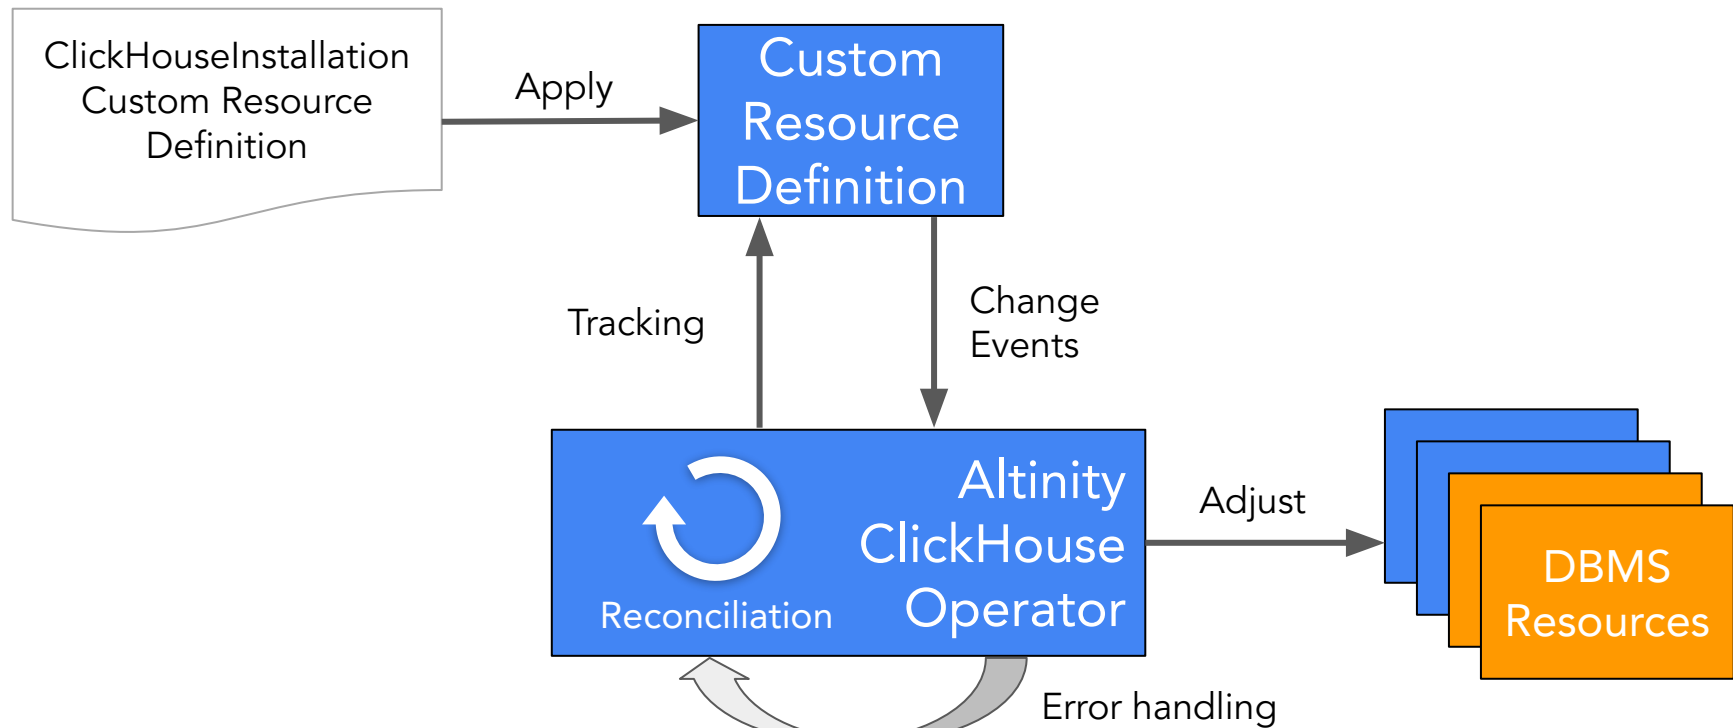 ClickHouseInstallation
Custom Resource
Definition
Apply
Custom
Resource
Definition
Tracking
Change
Events
Reconciliation
Altinity
ClickHouse
Operator
Adjust
DBMS
Resources
Error handling